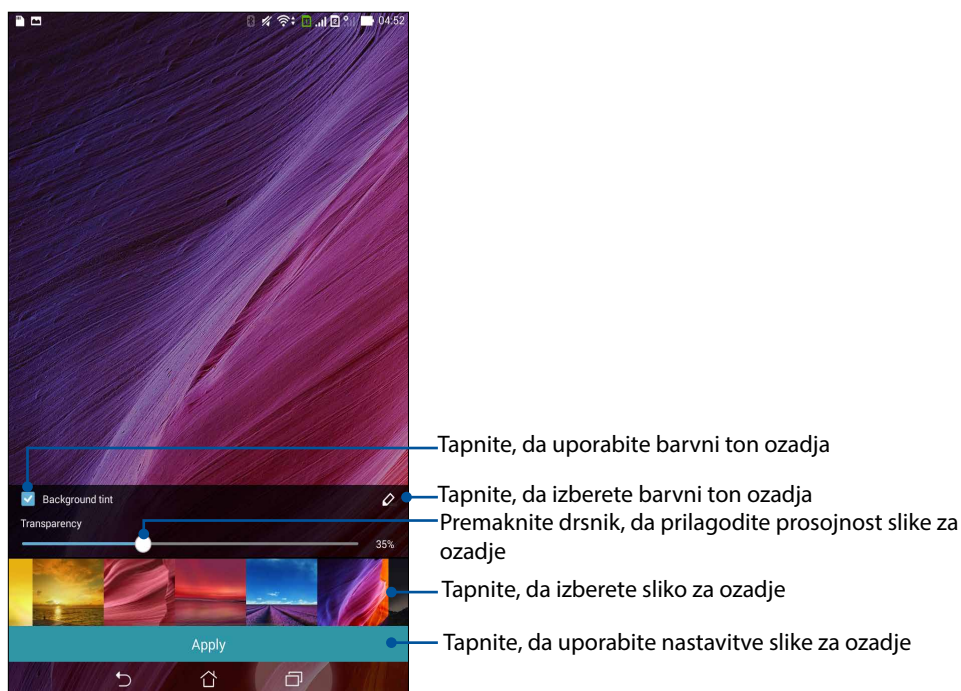 04:52
Tapnite, da uporabite barvni ton ozadja
Background tint
Tapnite, da izberete barvni ton ozadja
Transparency
Premaknite drsnik, da prilagodite prosojnost slike za
ozadje
35%
Tapnite, da izberete sliko za ozadje
Apply
Tapnite, da uporabite nastavitve slike za ozadje